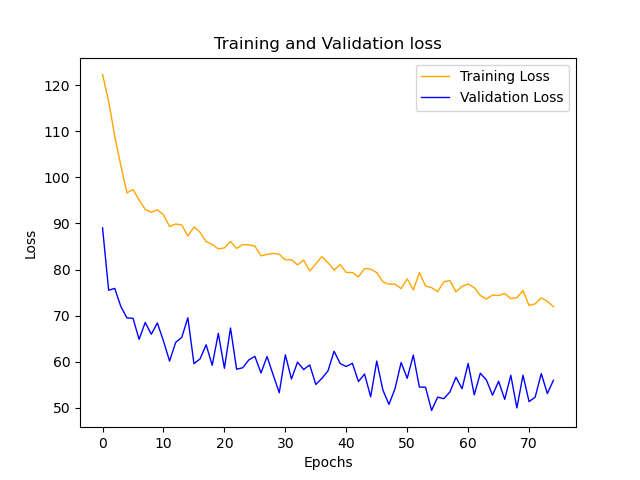 Training and Validation loss
Training Loss
Validation Loss
Loss
120
110
100
90
80
70
60
50
0 10 20 30 40 50 60 70
Epochs